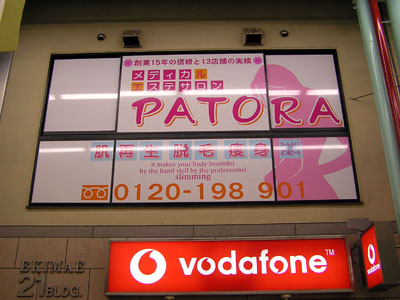 創業15年の信頼と13店舗の実績
メディカル
エステサロン
PATORA
肌再生 脱毛 痩身
it makes your body beautiful
by the hand skill by the professional
slimming
0120-198 901
vodafone™
EKIMAE
21 BLDG.